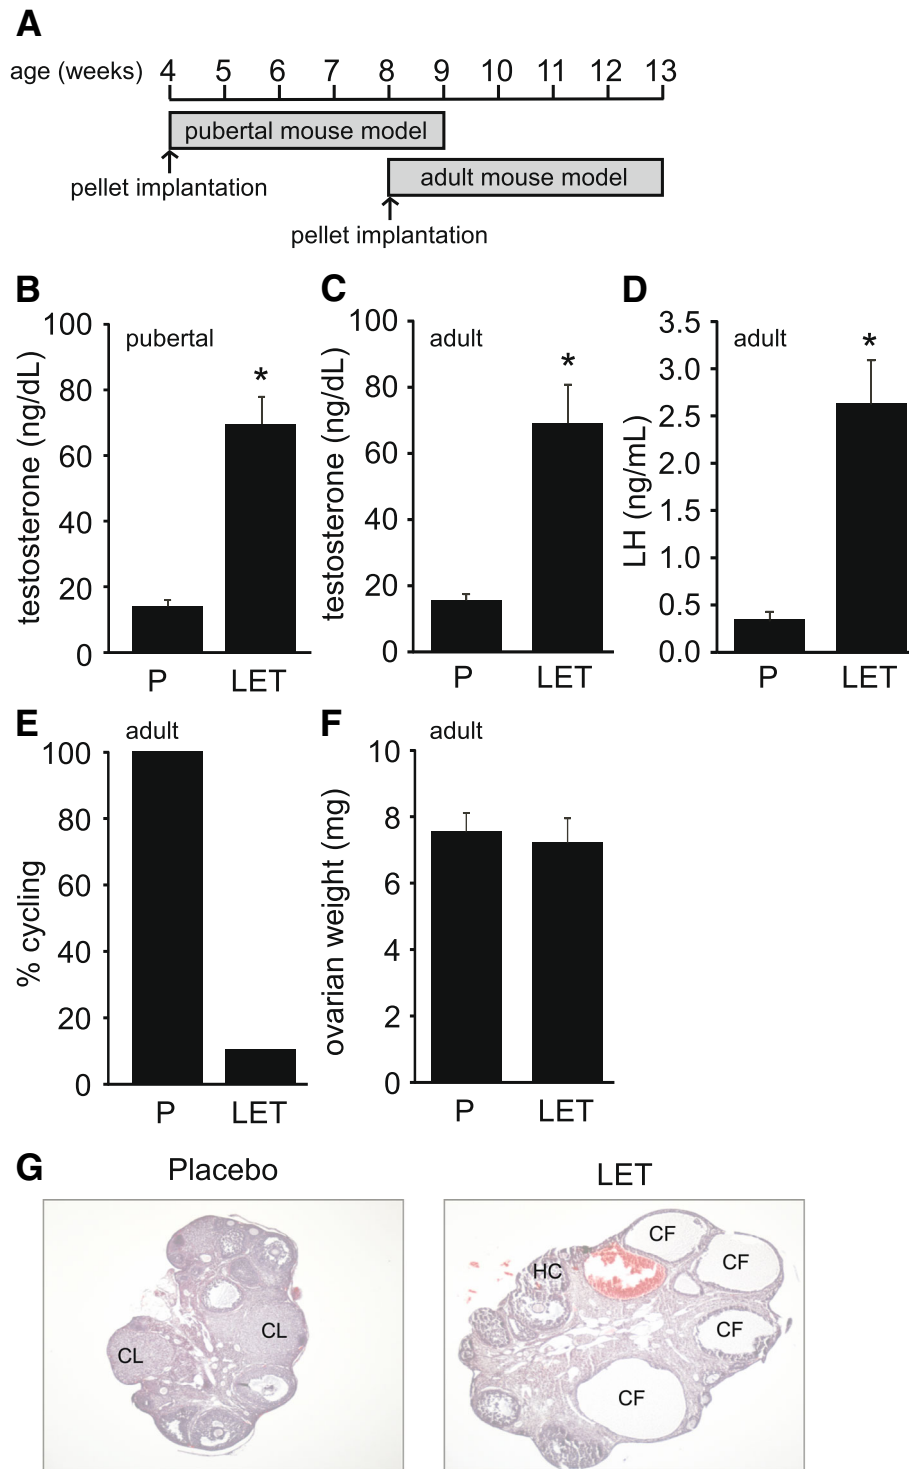 A
age (weeks) 4 5 6 7 8 9 10 11 12 13
pubertal mouse model
pellet implantation
adult mouse model
pellet implantation
B
pubertal
testosterone (ng/dL)
100
80
60
40
20
0
*
P LET
C
adult
testosterone (ng/dL)
100
80
60
40
20
0
*
P LET
D
adult
LH (ng/mL)
3.5
3.0
2.5
2.0
1.5
1.0
0.5
0.0
*
P LET
E
adult
% cycling
100
80
60
40
20
0
P LET
F
adult
ovarian weight (mg)
10
8
6
4
2
0
P LET
G
Placebo
CL
CL
LET
CF
CF
HC
CF
CF